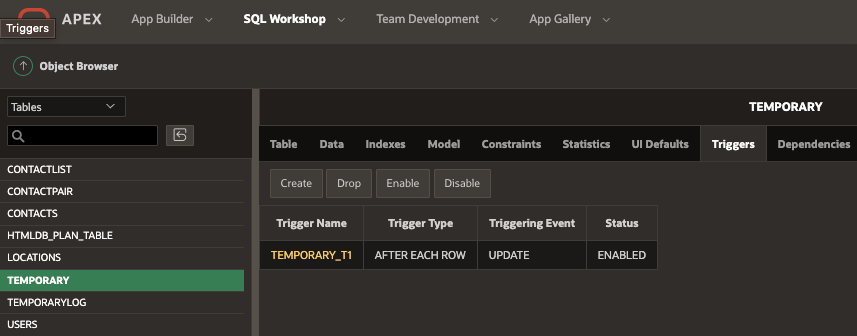 APEX App Builder SQL Workshop Team Development App Gallery
Triggers
Object Browser
Tables
TEMPORARY
Table Data Indexes Model Constraints Statistics UI Defaults Triggers Dependencies
Create Drop Enable Disable
CONTACTLIST
CONTACTPAIR
CONTACTS
HTMLDB_PLAN_TABLE
LOCATIONS
TEMPORARY
TEMPORARYLOG
USERS
Trigger Name Trigger Type Triggering Event Status
TEMPORARY_T1 AFTER EACH ROW UPDATE ENABLED